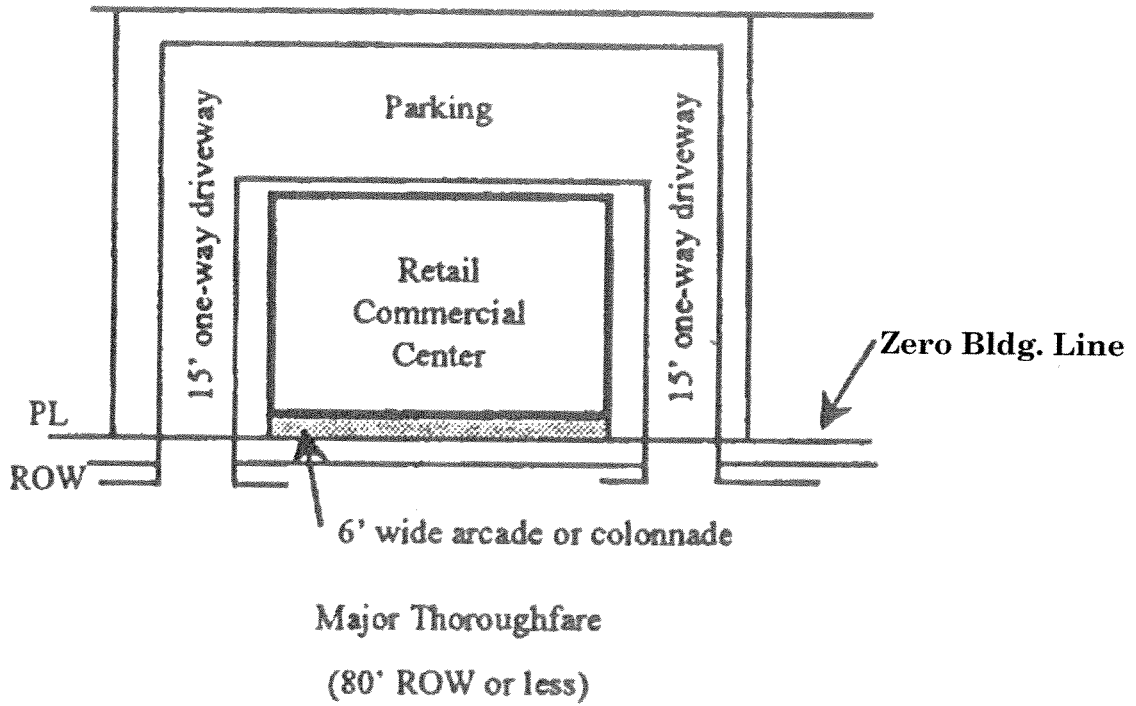 Parking
15' one-way driveway
15' one-way driveway
Retail
Commercial
Center
Zero Bldg. Line
PL
ROW
6' wide arcade or colonnade
Major Thoroughfare
(80' ROW or less)